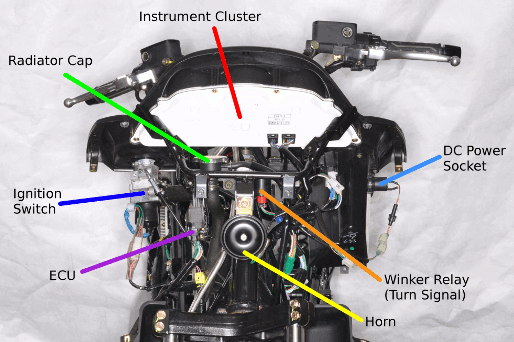 Instrument Cluster
Radiator Cap
DC Power
Socket
Ignition
Switch
ECU
Winker Relay
(Turn Signal)
Horn